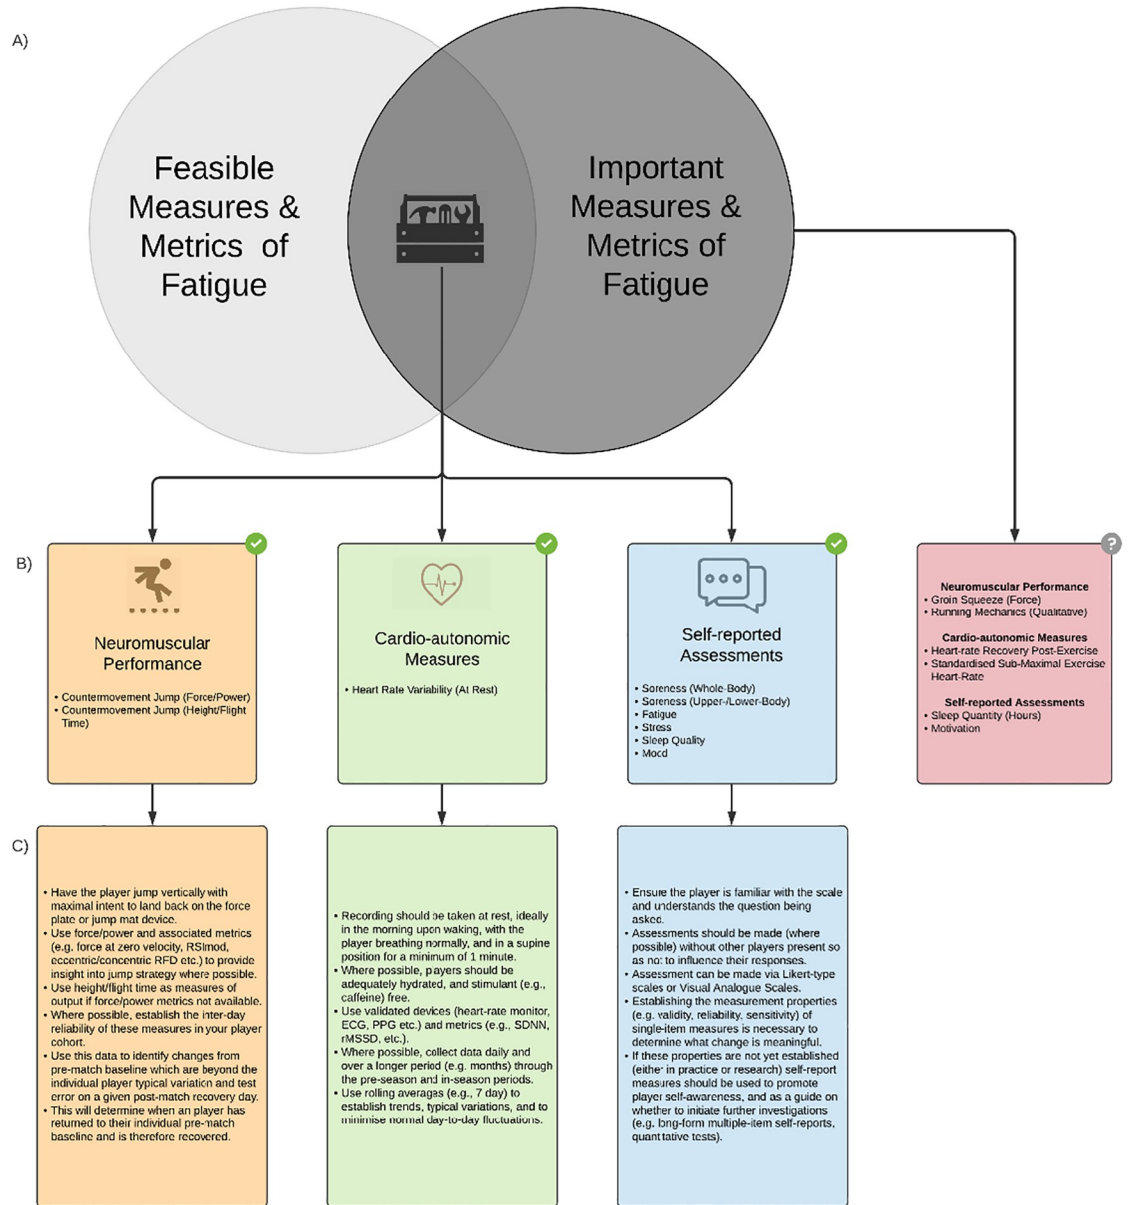 A)
Feasible
Measures &
Metrics of
Fatigue
Important
Measures &
Metrics of
Fatigue
B)
Neuromuscular
Performance
• Countermovement Jump (Force/Power)
• Countermovement Jump (Height/Flight
Time)
Cardio-autonomic
Measures
• Heart Rate Variability (At Rest)
Self-reported
Assessments
• Soreness (Whole-Body)
• Soreness (Upper-/Lower-Body)
• Fatigue
• Stress
• Sleep Quality
• Mood
?
Neuromuscular Performance
• Groin Squeeze (Force)
• Running Mechanics (Qualitative)
Cardio-autonomic Measures
• Heart-rate Recovery Post-Exercise
• Standardised Sub-Maximal Exercise
Heart-Rate
Self-reported Assessments
• Sleep Quantity (Hours)
• Motivation
C)
• Have the player jump vertically with
maximal intent to land back on the force
plate or jump mat device.
• Use force/power and associated metrics
(e.g. force at zero velocity, RSImod,
eccentric/concentric RFD etc.) to provide
insight into jump strategy where possible.
• Use height/flight time as measures of
output if force/power metrics not available.
• Where possible, establish the inter-day
reliability of these measures in your player
cohort.
• Use this data to identify changes from
pre-match baseline which are beyond the
individual player typical variation and test
error on a given post-match recovery day.
• This will determine when an player has
returned to their individual pre-match
baseline and is therefore recovered.
• Recording should be taken at rest, ideally
in the morning upon waking, with the
player breathing normally, and in a supine
position for a minimum of 1 minute.
• Where possible, players should be
adequately hydrated, and stimulant (e.g.,
caffeine) free.
• Use validated devices (heart-rate monitor,
ECG, PPG etc.) and metrics (e.g., SDNN,
rMSSD, etc.).
• Where possible, collect data daily and
over a longer period (e.g. months) through
the pre-season and in-season periods.
• Use rolling averages (e.g., 7 day) to
establish trends, typical variations, and to
minimise normal day-to-day fluctuations.
• Ensure the player is familiar with the scale
and understands the question being
asked.
• Assessments should be made (where
possible) without other players present so
as not to influence their responses.
• Assessment can be made via Likert-type
scales or Visual Analogue Scales.
• Establishing the measurement properties
(e.g. validity, reliability, sensitivity) of
single-item measures is necessary to
determine what change is meaningful.
• If these properties are not yet established
(either in practice or research) self-report
measures should be used to promote
player self-awareness, and as a guide on
whether to initiate further investigations
(e.g. long-form multiple-item self-reports,
quantitative tests).